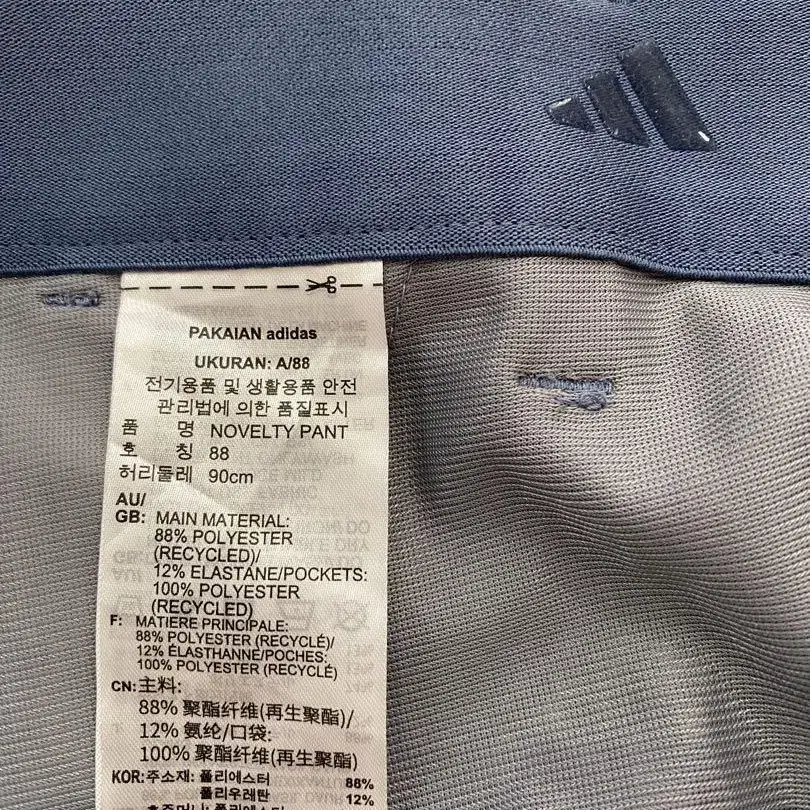 PAKAIAN adidas
UKURAN: A/88
전기용품 및 생활용품 안전
관리법에 의한 품질표시
품 명 NOVELTY PANT
호 칭 88
허리둘레 90cm
AU/
GB: MAIN MATERIAL:
88% POLYESTER
(RECYCLED)/
12% ELASTANE/POCKETS:
100% POLYESTER
(RECYCLED)
F: MATIERE PRINCIPALE:
88% POLYESTER (RECYCLÉ)/
12% ÉLASTHANNE/POCHES:
100% POLYESTER (RECYCLÉ)
CN: 主料:
88% 聚酯纤维(再生聚酯)/
12% 氨纶/口袋:
100% 聚酯纤维(再生聚酯)
KOR: 주소재: 폴리에스터 88%
폴리우레탄 12%